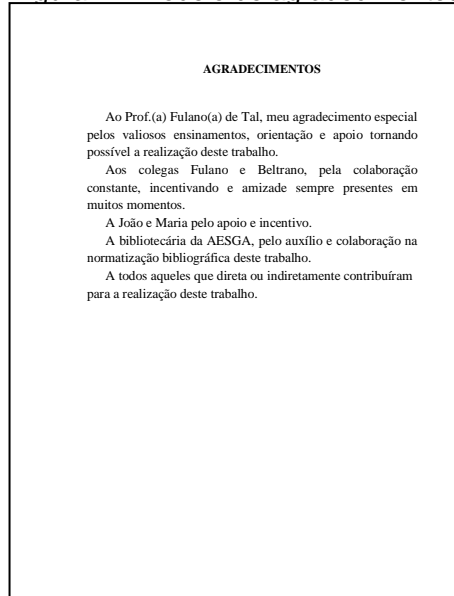 AGRADECIMENTOS
Ao Prof.(a) Fulano(a) de Tal, meu agradecimento especial
pelos valiosos ensinamentos, orientação e apoio tornando
possível a realização deste trabalho.
Aos colegas Fulano e Beltrano, pela colaboração
constante, incentivando e amizade sempre presentes em
muitos momentos.
A João e Maria pelo apoio e incentivo.
A bibliotecária da AESGA, pelo auxílio e colaboração na
normatização bibliográfica deste trabalho.
A todos aqueles que direta ou indiretamente contribuíram
para a realização deste trabalho.